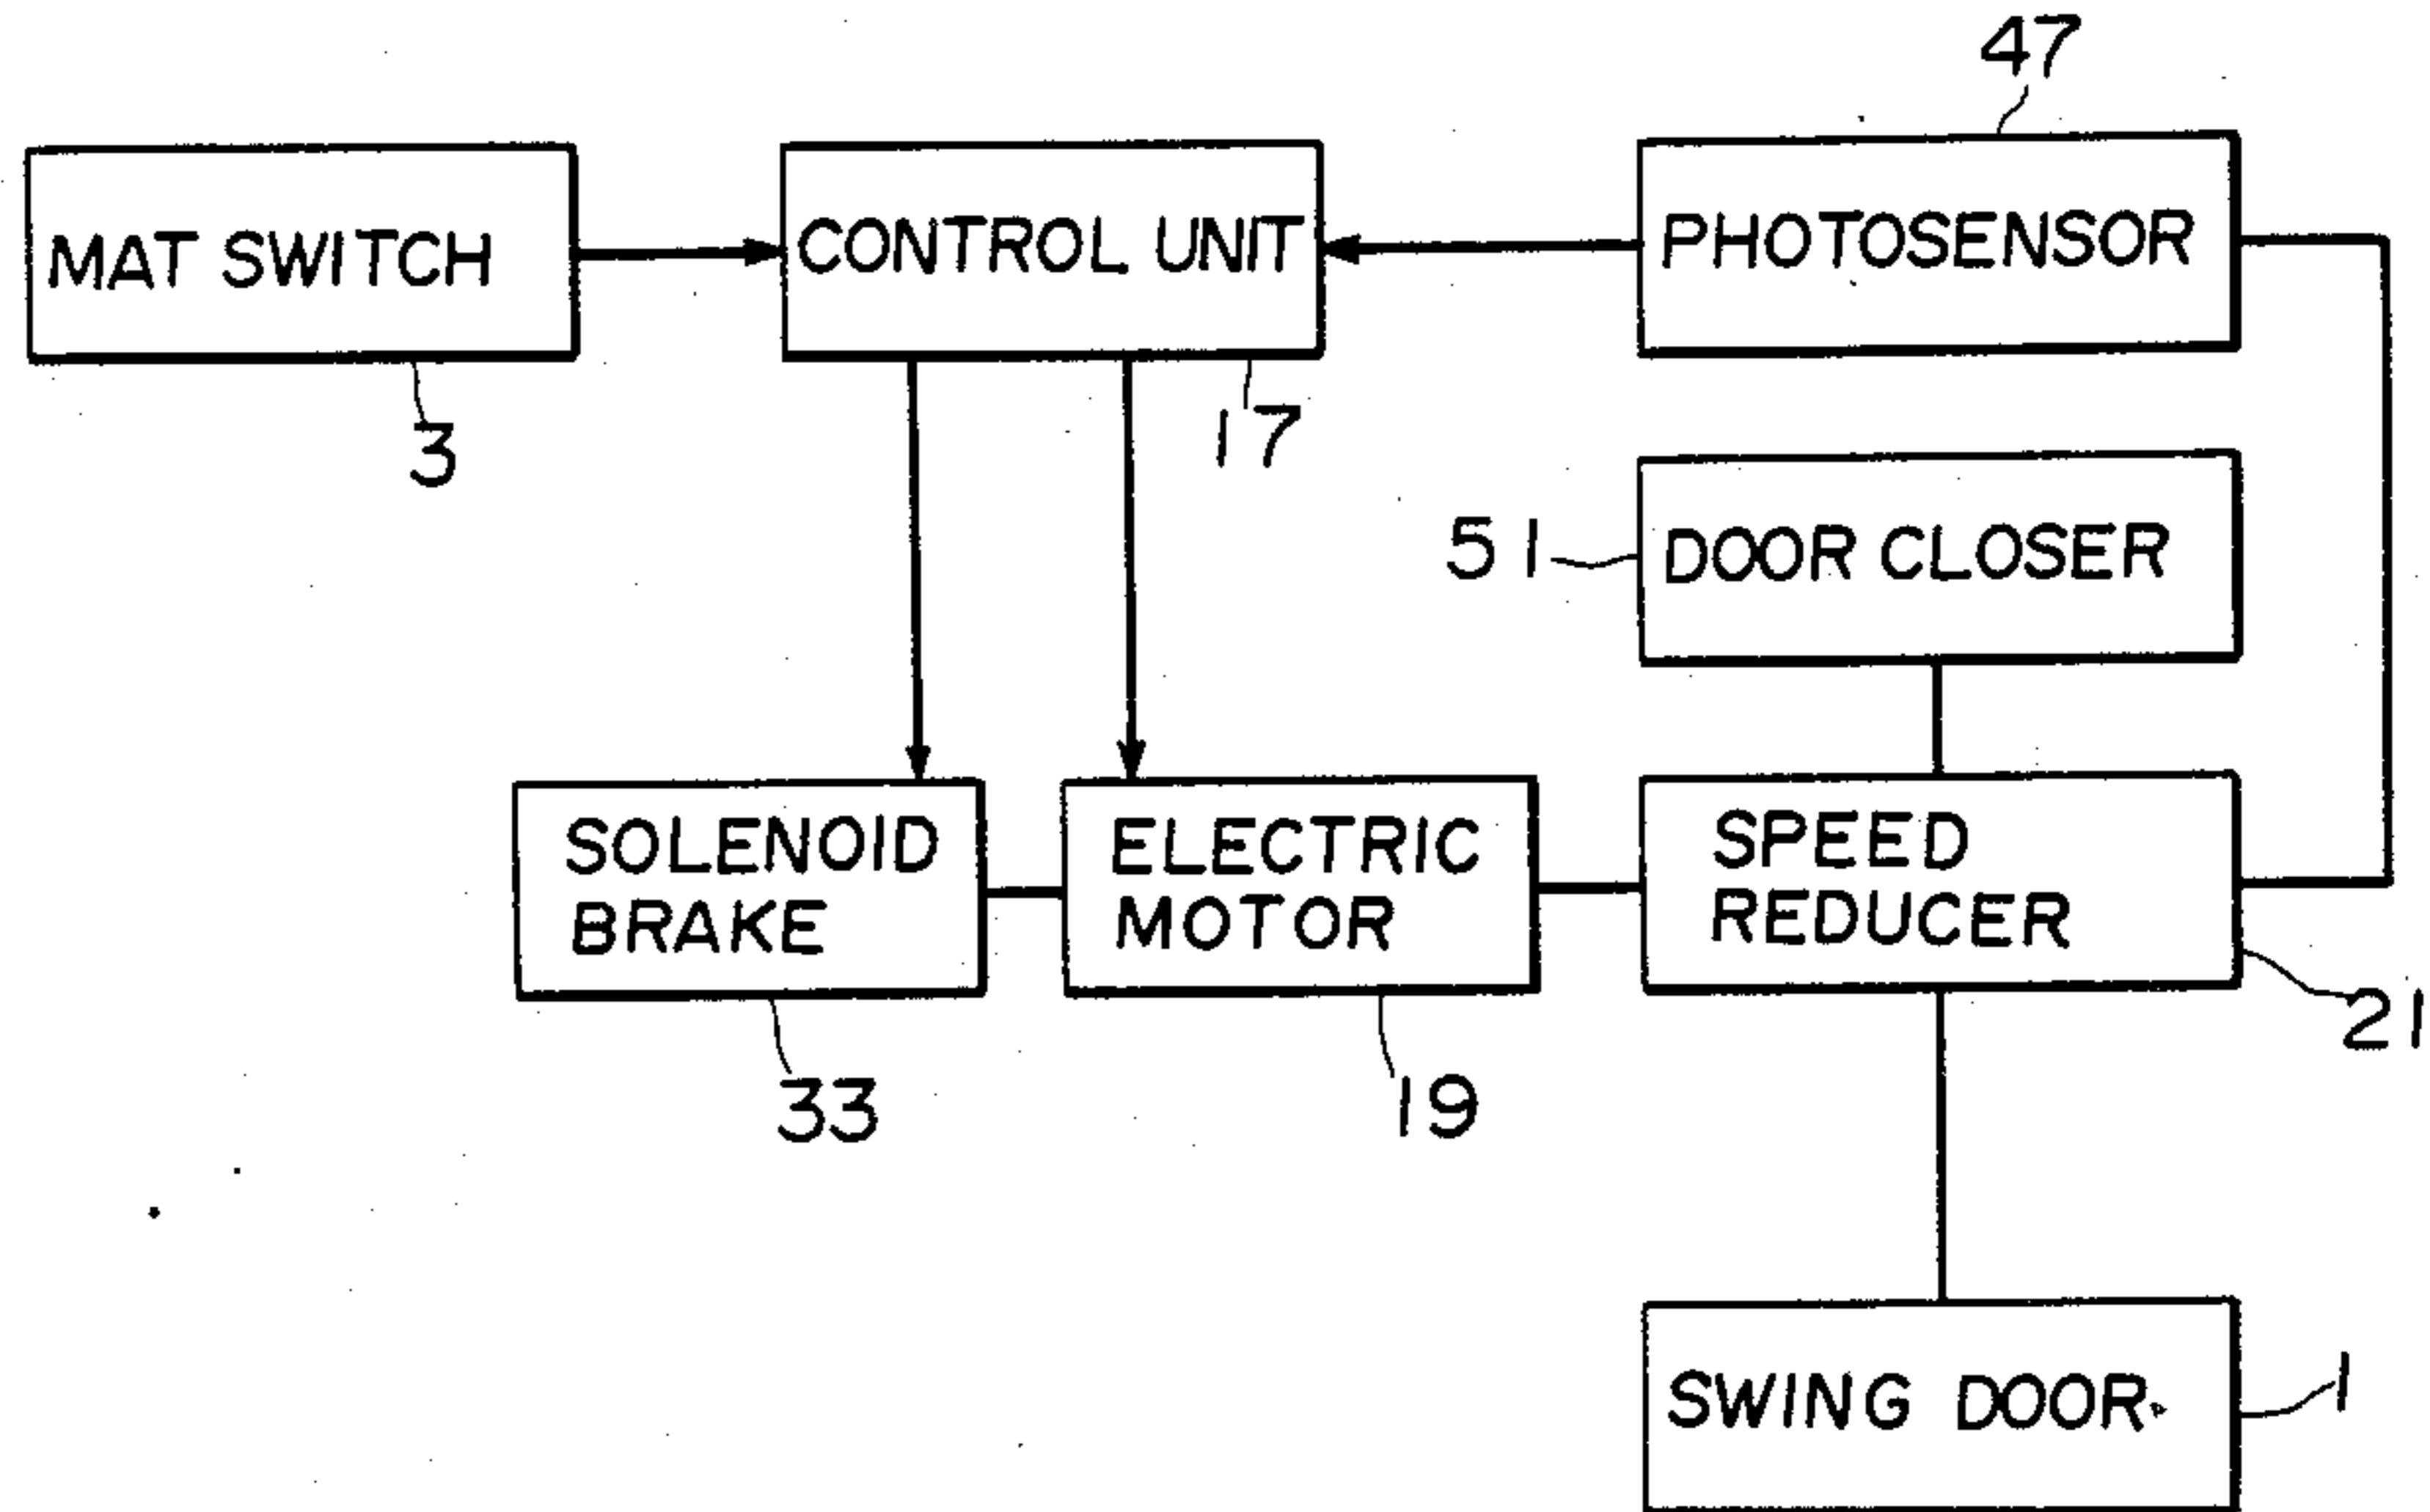 47
MAT SWITCH
CONTROL UNIT
PHOTOSENSOR
3
17
51
DOOR CLOSER
SOLENOID
BRAKE
ELECTRIC
MOTOR
SPEED
REDUCER
21
33
19
SWING DOOR
1